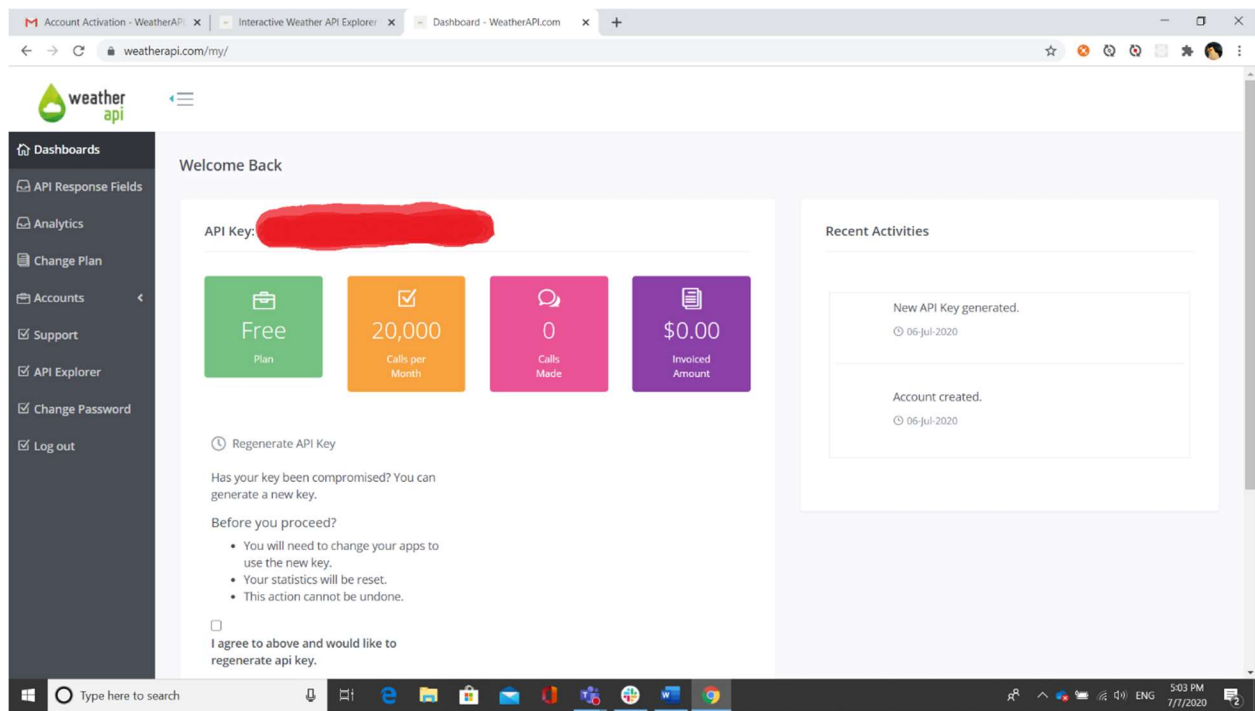 Account Activation - WeatherAPI
Interactive Weather API Explorer
Dashboard - WeatherAPI.com
weatherapi.com/my/
weather
api
Dashboards
API Response Fields
Analytics
Change Plan
Accounts
Support
API Explorer
Change Password
Log out
Welcome Back
API Key:
Free
Plan
20,000
Calls per
Month
0
Calls
Made
$0.00
Invoiced
Amount
Regenerate API Key
Has your key been compromised? You can
generate a new key.
Before you proceed?
• You will need to change your apps to
use the new key.
• Your statistics will be reset.
• This action cannot be undone.
I agree to above and would like to
regenerate api key.
Recent Activities
New API Key generated.
06-Jul-2020
Account created.
06-Jul-2020
Type here to search
ENG
5:03 PM
7/7/2020
2